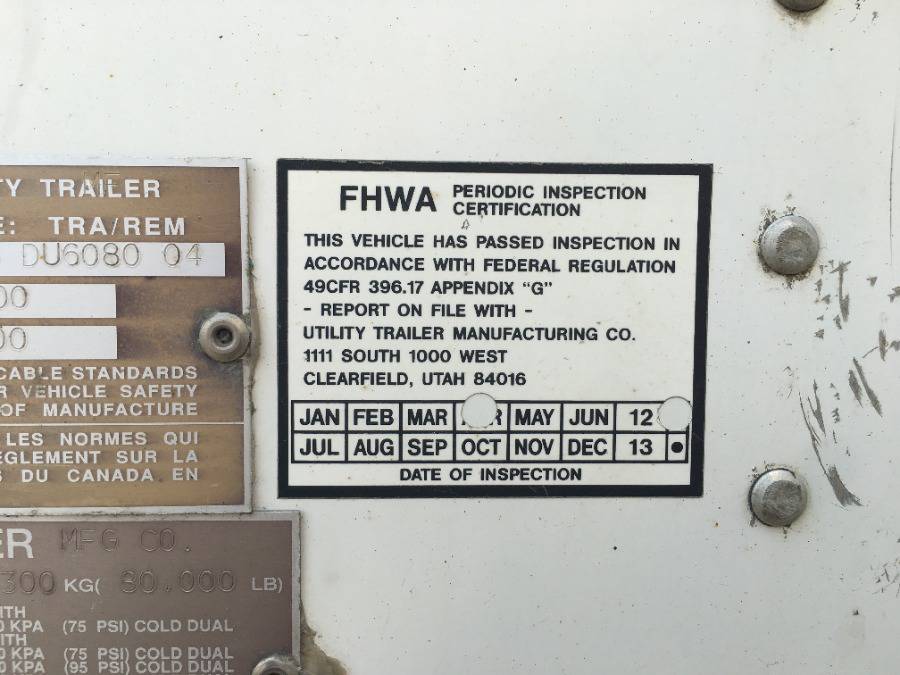 TY TRAILER
E: TRA/REM
DU6080 04
00
00
CABLE STANDARDS
R VEHICLE SAFETY
OF MANUFACTURE
LES NORMES QUI
ÈGLEMENT SUR LA
S DU CANADA EN
FHWA PERIODIC INSPECTION
CERTIFICATION
THIS VEHICLE HAS PASSED INSPECTION IN
ACCORDANCE WITH FEDERAL REGULATION
49CFR 396.17 APPENDIX “G”
- REPORT ON FILE WITH -
UTILITY TRAILER MANUFACTURING CO.
1111 SOUTH 1000 WEST
CLEARFIELD, UTAH 84016
JAN FEB MAR MAY JUN 12
JUL AUG SEP OCT NOV DEC 13
DATE OF INSPECTION
ER MFG CO.
300 KG( 80,000 LB)
ITH
0 KPA (75 PSI) COLD DUAL
ITH
0 KPA (75 PSI) COLD DUAL
0 KPA (95 PSI) COLD DUAL